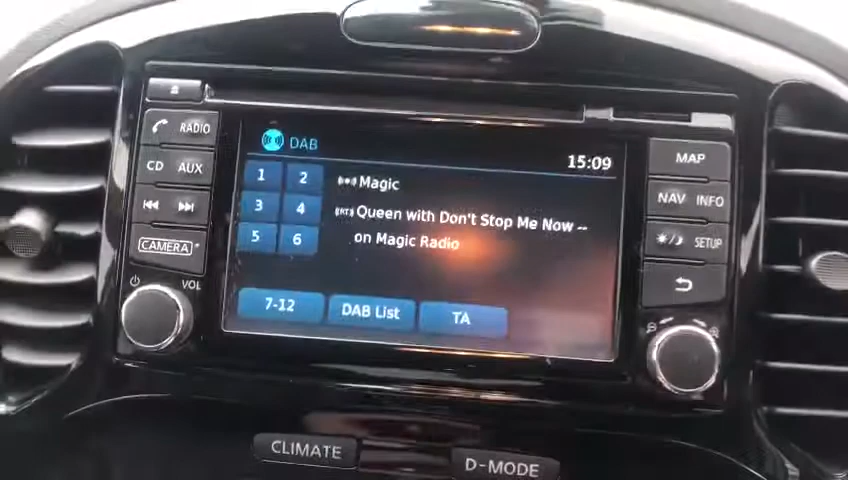 RADIO
CD AUX
CAMERA
VOL
DAB
15:09
1 2
3 4
5 6
Magic
Queen with Don't Stop Me Now --
on Magic Radio
7-12
DAB List
TA
MAP
NAV INFO
SETUP
CLIMATE
D-MODE